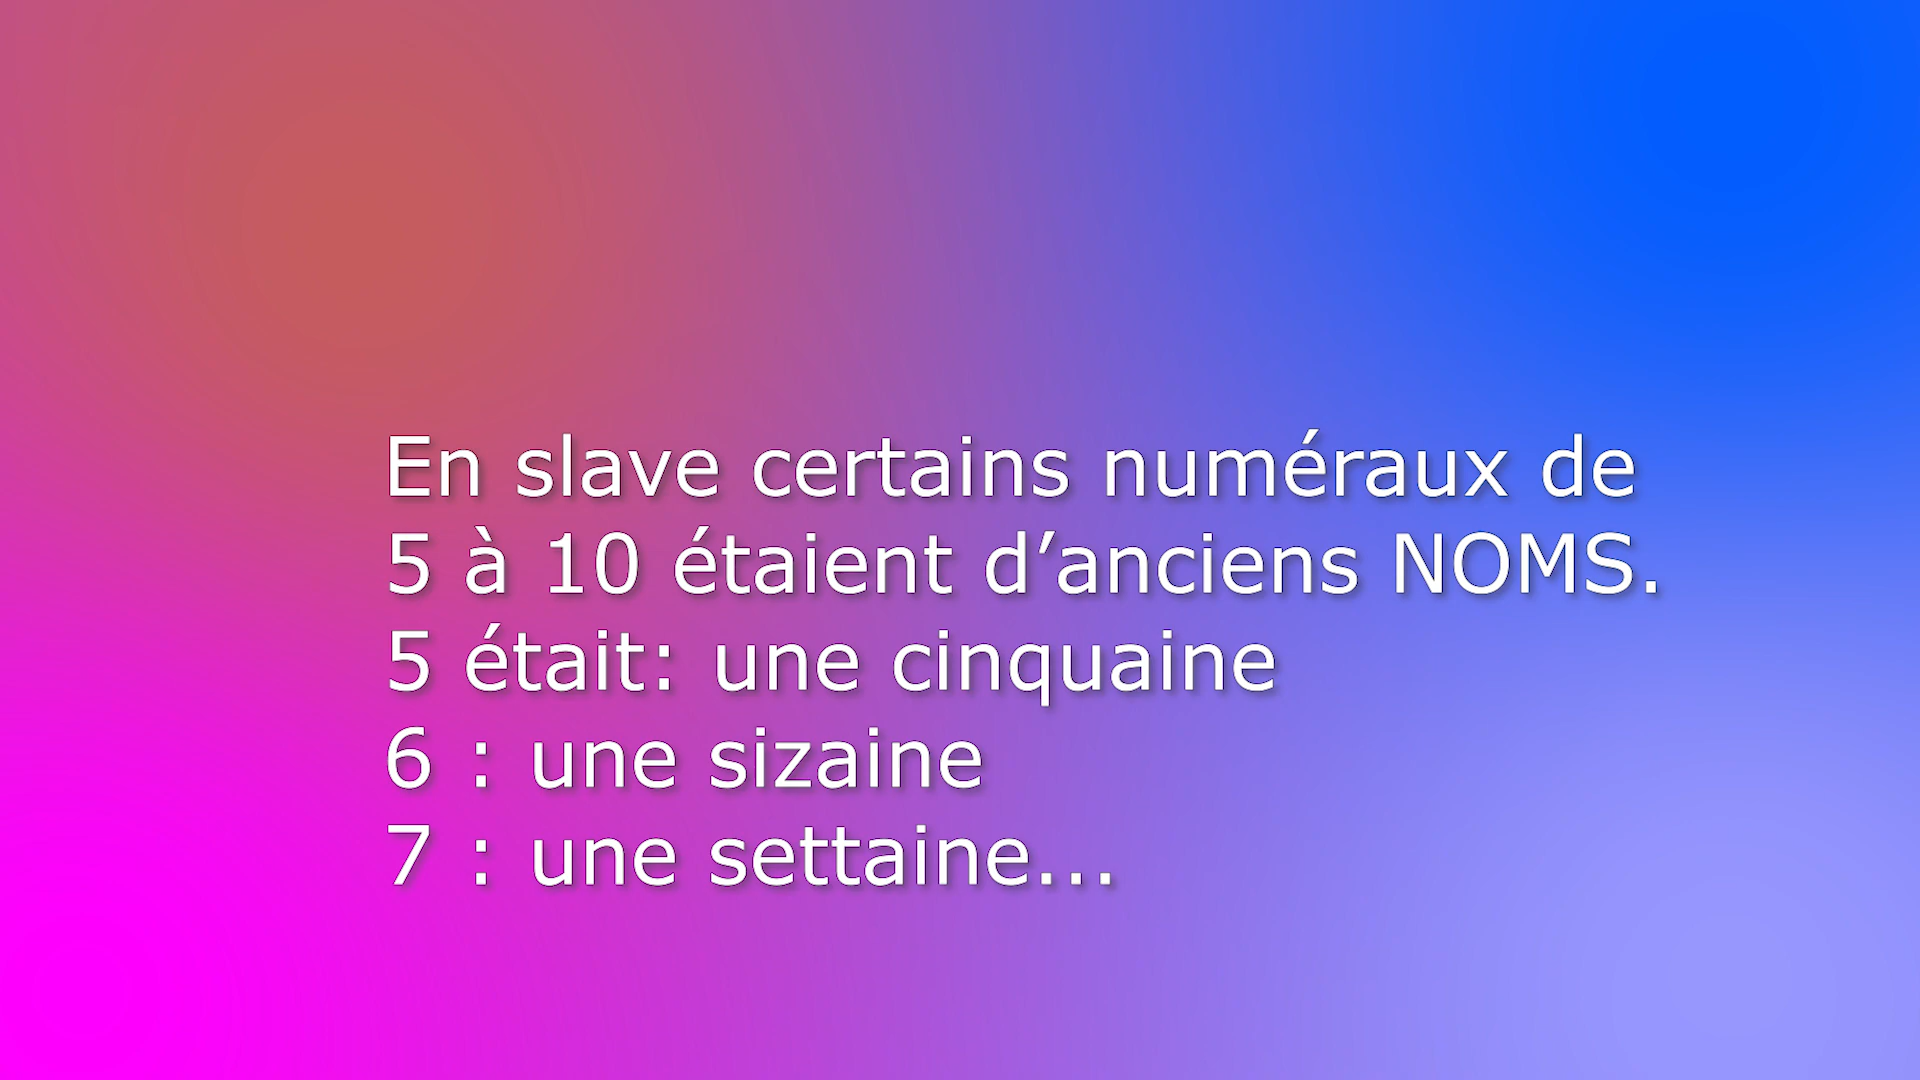 En slave certains numéraux de
5 à 10 étaient d’anciens NOMS.
5 était: une cinquaine
6 : une sizaine
7 : une settaine...